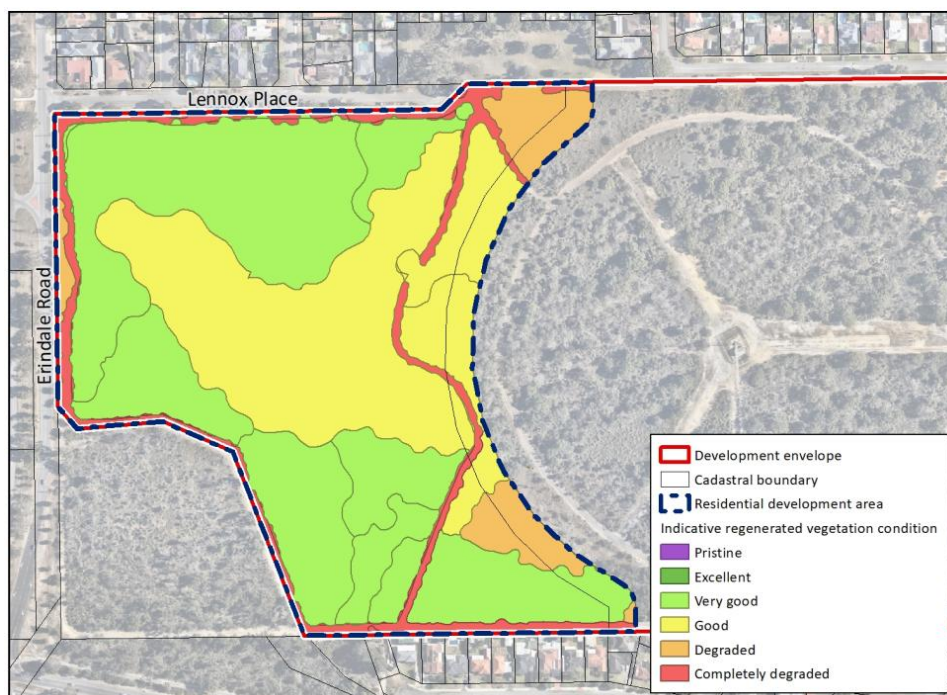 Lennox Place
Erindale Road
Development envelope
Cadastral boundary
Residential development area
Indicative regenerated vegetation condition
Pristine
Excellent
Very good
Good
Degraded
Completely degraded